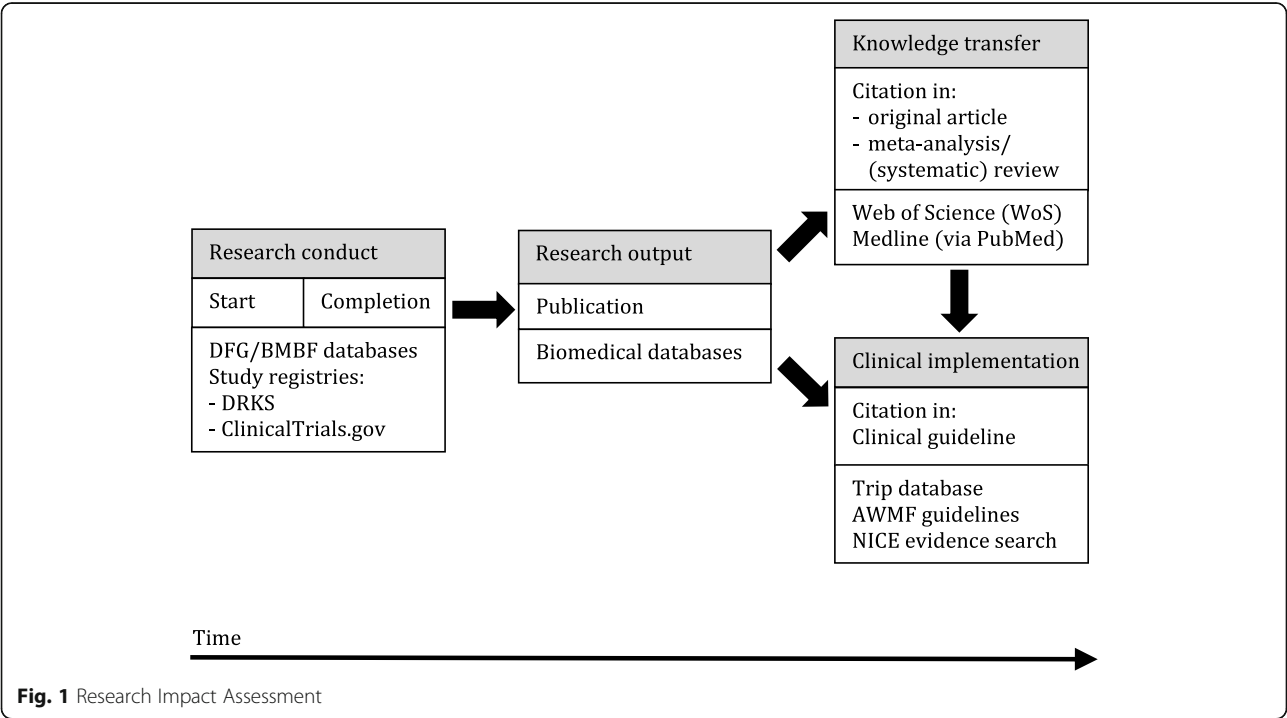 Research conduct
Start
Completion
DFG/BMBF databases
Study registries:
- DRKS
- ClinicalTrials.gov
Research output
Publication
Biomedical databases
Knowledge transfer
Citation in:
- original article
- meta-analysis/
(systematic) review
Web of Science (WoS)
Medline (via PubMed)
Clinical implementation
Citation in:
Clinical guideline
Trip database
AWMF guidelines
NICE evidence search
Time
Fig. 1 Research Impact Assessment